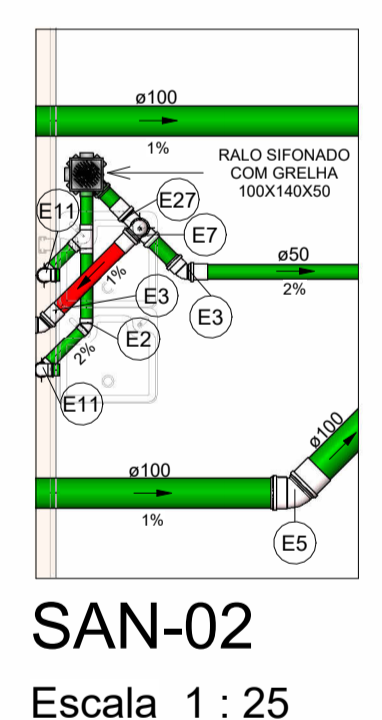 ø100
1%
RALO SIFONADO
COM GRELHA
100X140X50
E27
E11
E7
ø50
2%
1%
E3
E3
E2
2%
E11
ø100
ø100
1%
E5
SAN-02
Escala 1 : 25